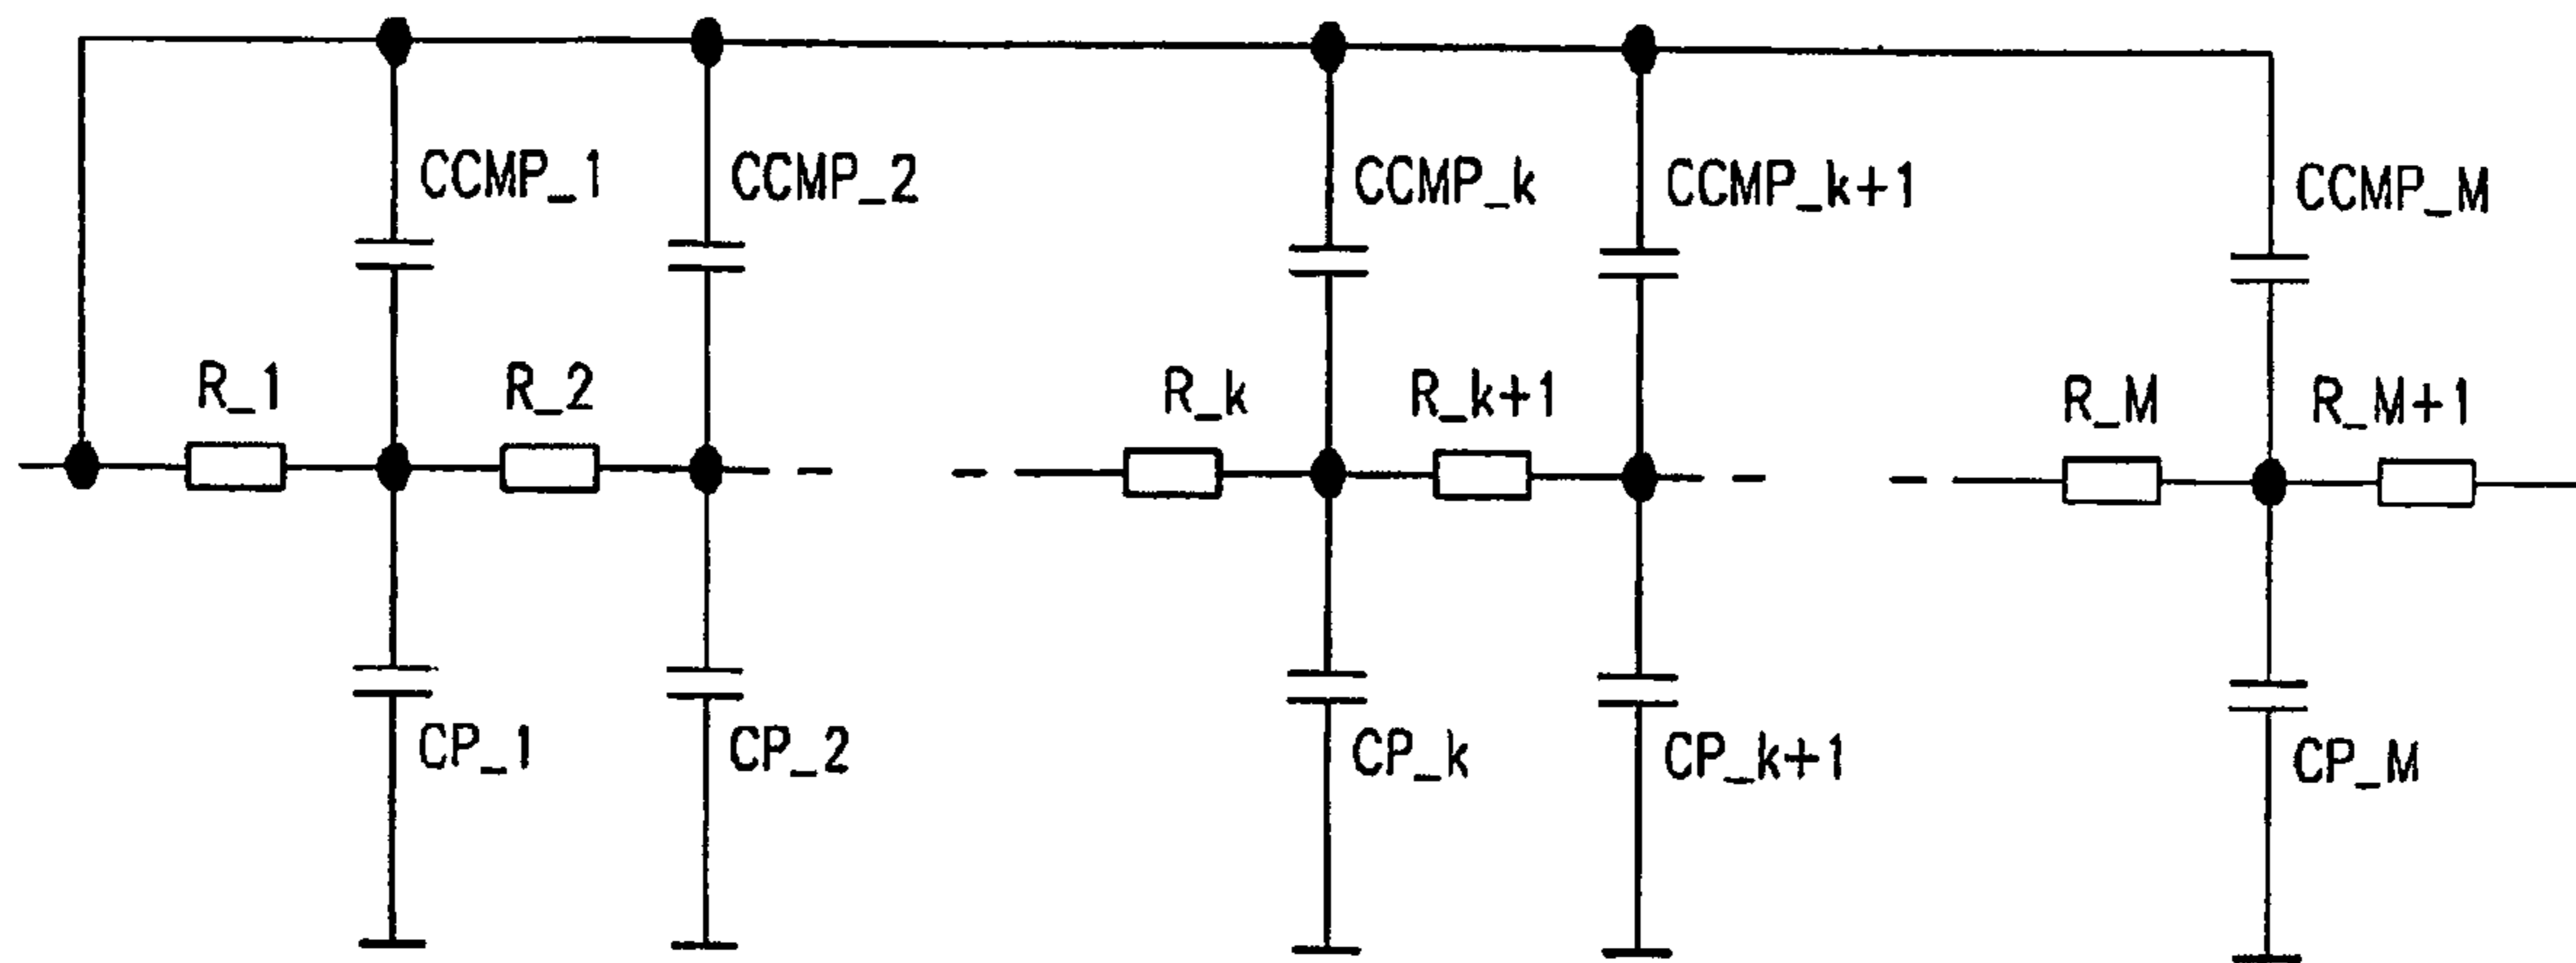 CCMP_1
CCMP_2
CCMP_k
CCMP_k+1
CCMP_M
R_1
R_2
R_k
R_k+1
R_M
R_M+1
CP_1
CP_2
CP_k
CP_k+1
CP_M